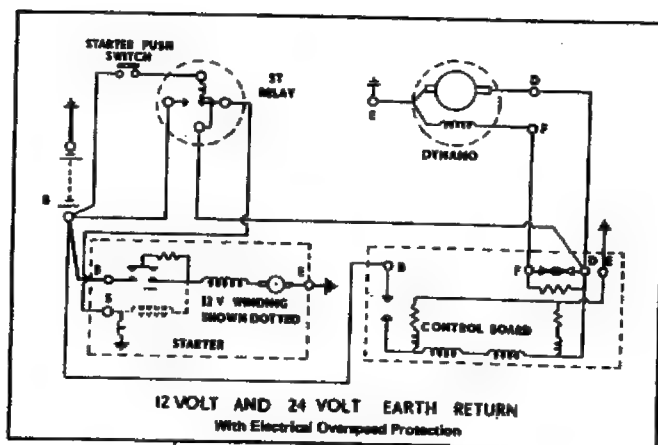 STARTER PUSH
SWITCH
ST
RELAY
D
E
F
DYNAMO
B
B
S
E
12 V WINDING
SHOWN DOTTED
STARTER
B
F
D
E
CONTROL BOARD
12 VOLT AND 24 VOLT EARTH RETURN
With Electrical Overspeed Protection